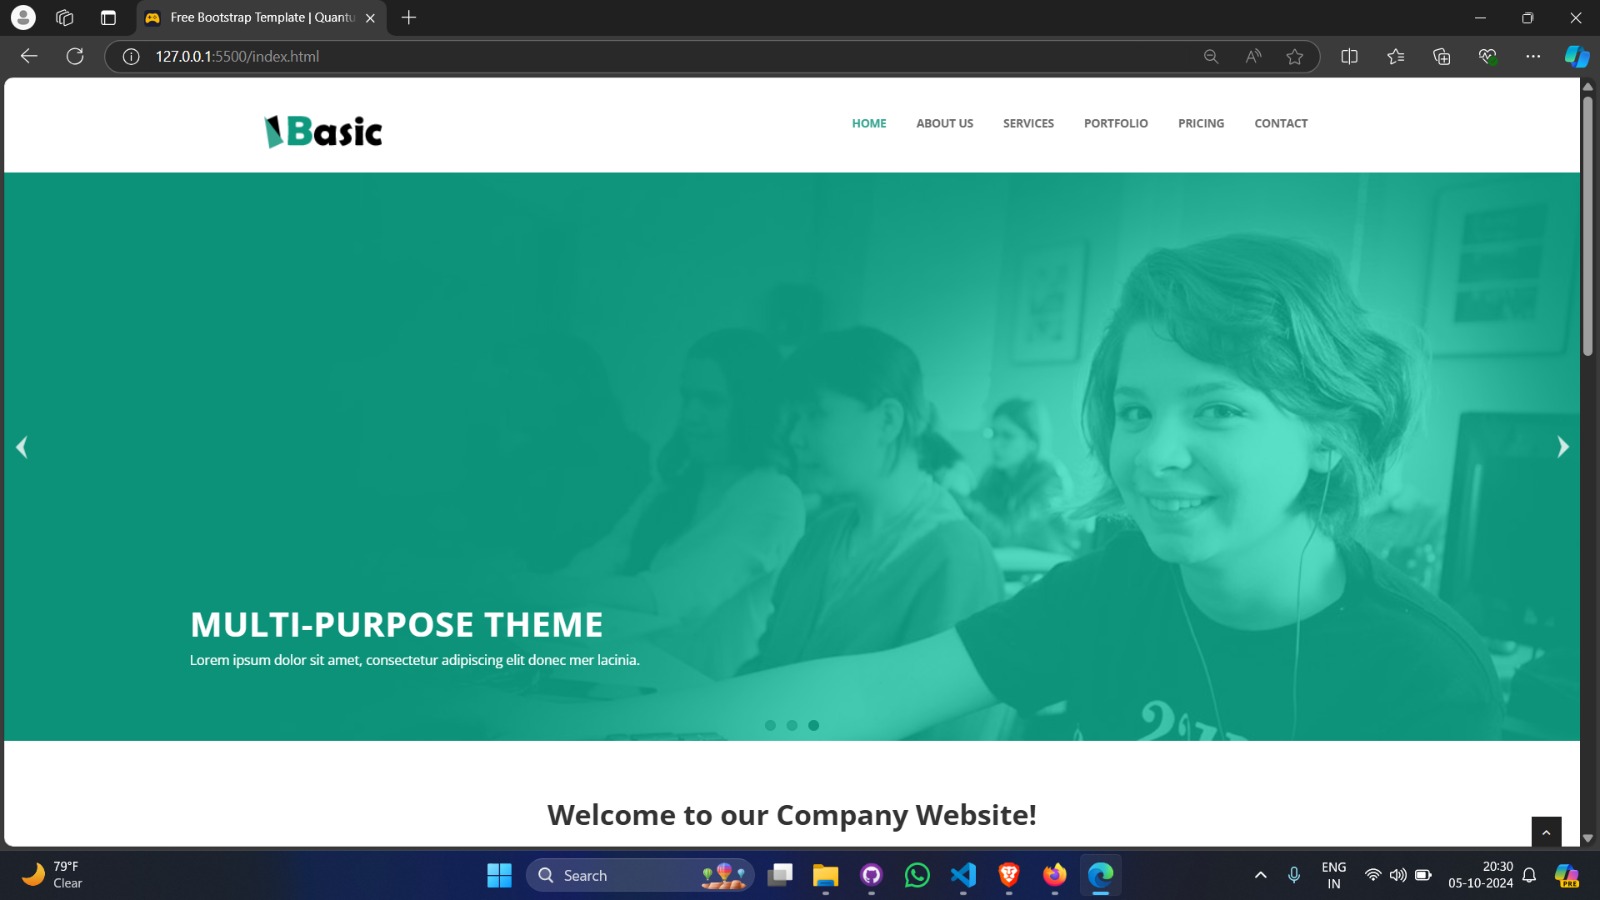 Free Bootstrap Template | Quantu
127.0.0.1:5500/index.html
Basic
HOME ABOUT US SERVICES PORTFOLIO PRICING CONTACT
MULTI-PURPOSE THEME
Lorem ipsum dolor sit amet, consectetur adipiscing elit donec mer lacinia.
Welcome to our Company Website!
79°F
Clear
Search
ENG
IN
20:30
05-10-2024
PRE